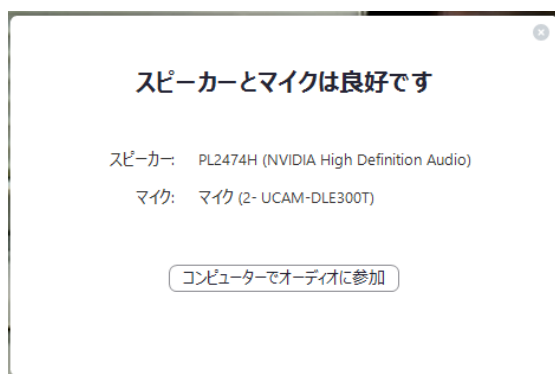 スピーカーとマイクは良好です
スピーカー: PL2474H (NVIDIA High Definition Audio)
マイク: マイク (2- UCAM-DLE300T)
コンピューターでオーディオに参加